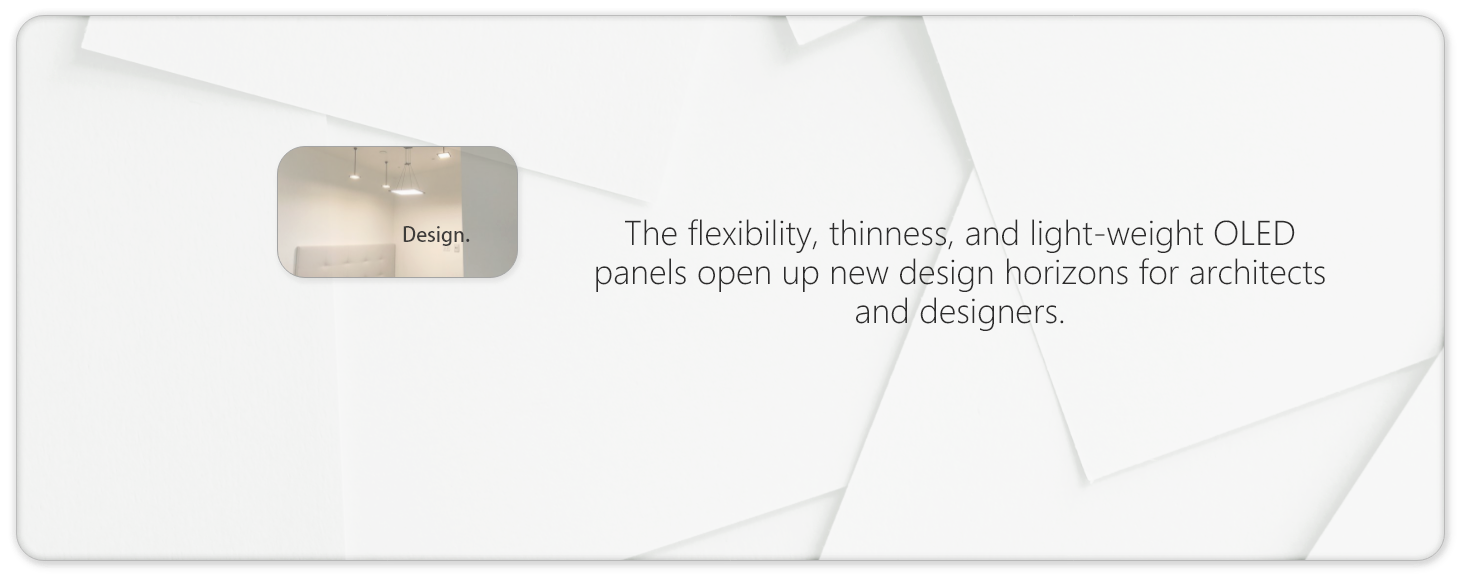 Design.
The flexibility, thinness, and light-weight OLED
panels open up new design horizons for architects
and designers.